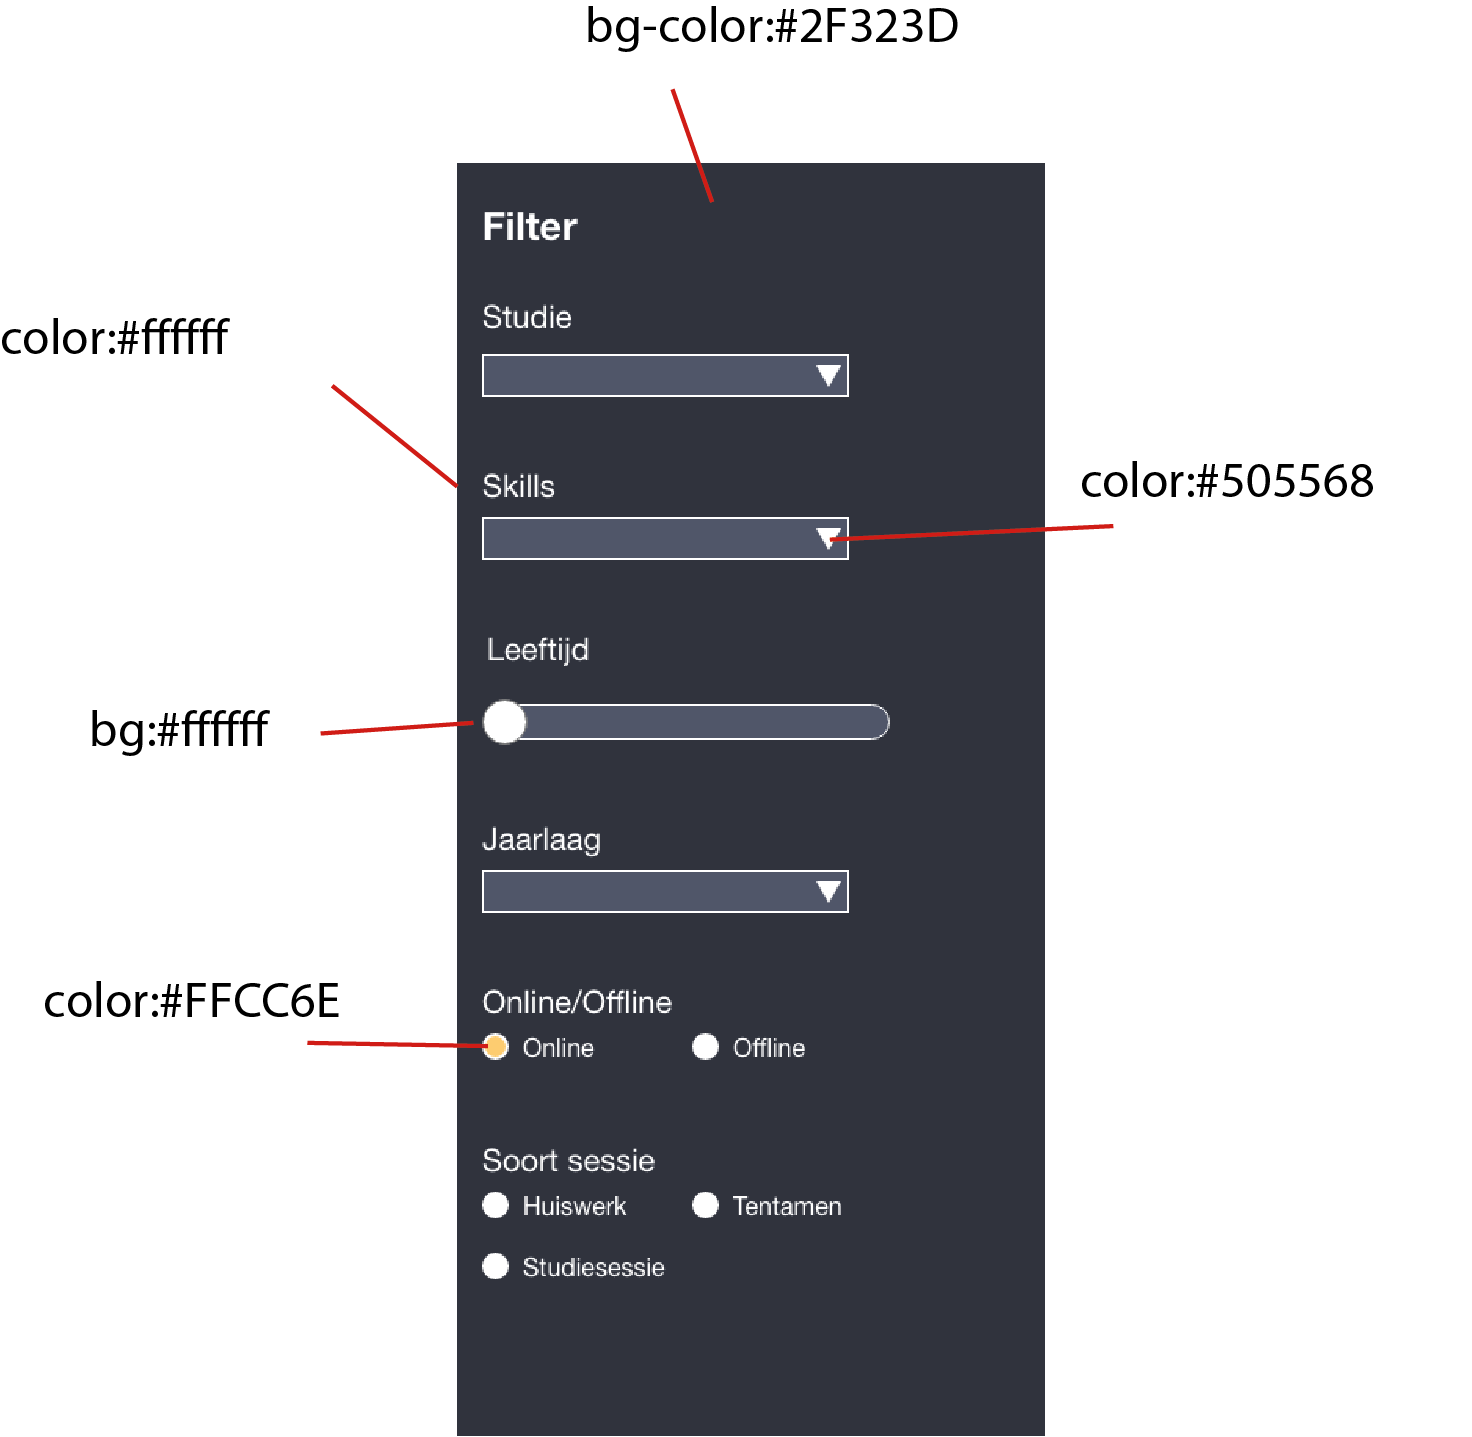 bg-color:#2F323D
Filter
Studie
color:#ffffff
Skills
color:#505568
Leeftijd
bg:#ffffff
Jaarlaag
color:#FFCC6E
Online/Offline
Online Offline
Soort sessie
Huiswerk Tentamen
Studiesessie